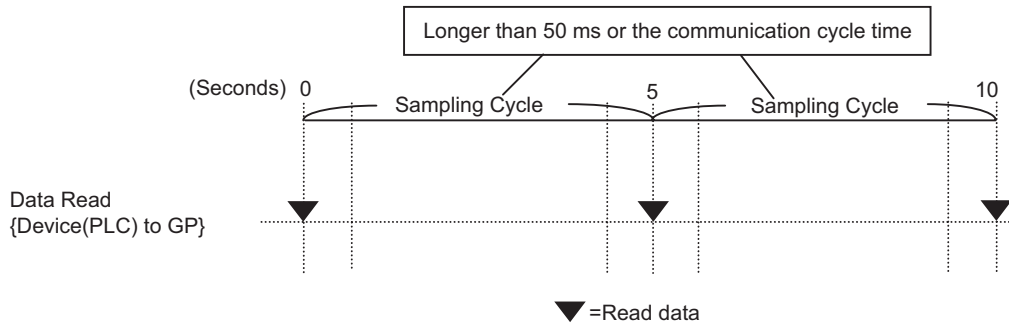 Longer than 50 ms or the communication cycle time
(Seconds) 0 5 10
Sampling Cycle Sampling Cycle
Data Read
{Device(PLC) to GP}
▼=Read data